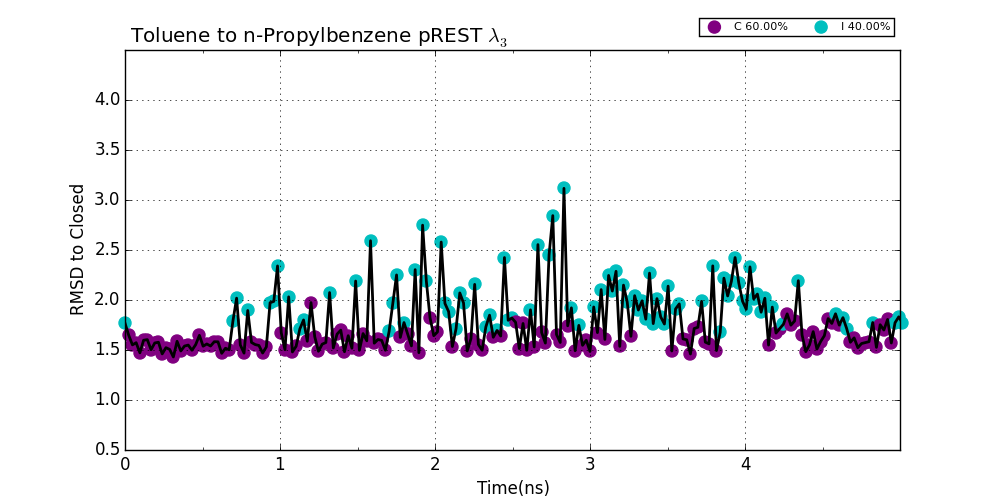 Toluene to n-Propylbenzene pREST λ₃
C 60.00% I 40.00%
4.0
3.5
3.0
2.5
2.0
1.5
1.0
0.5
RMSD to Closed
0 1 2 3 4
Time(ns)